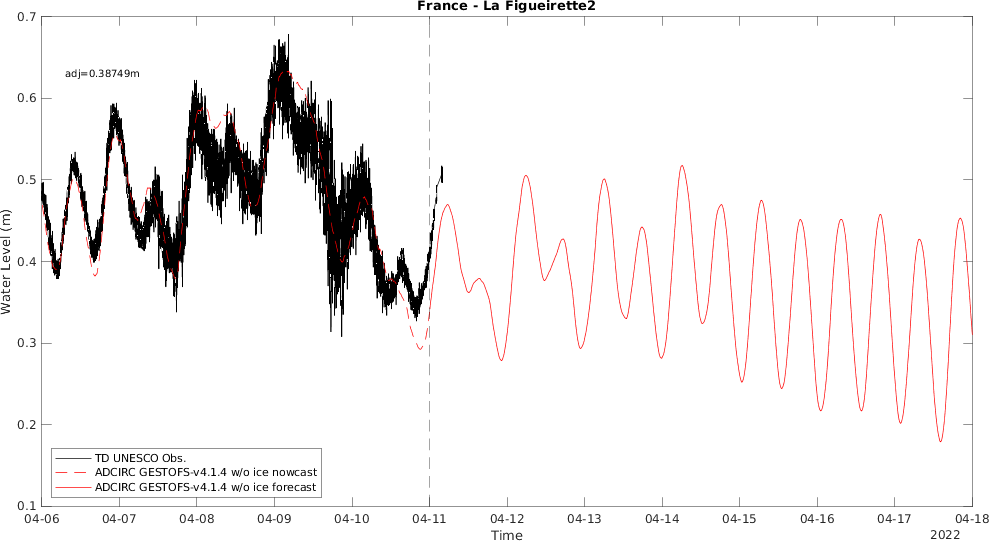 France - La Figueirette2
0.7
0.6
0.5
0.4
0.3
0.2
0.1
Water Level (m)
adj=0.38749m
TD UNESCO Obs.
ADCIRC GESTOFS-v4.1.4 w/o ice nowcast
ADCIRC GESTOFS-v4.1.4 w/o ice forecast
04-06 04-07 04-08 04-09 04-10 04-11 04-12 04-13 04-14 04-15 04-16 04-17 04-18
Time
2022